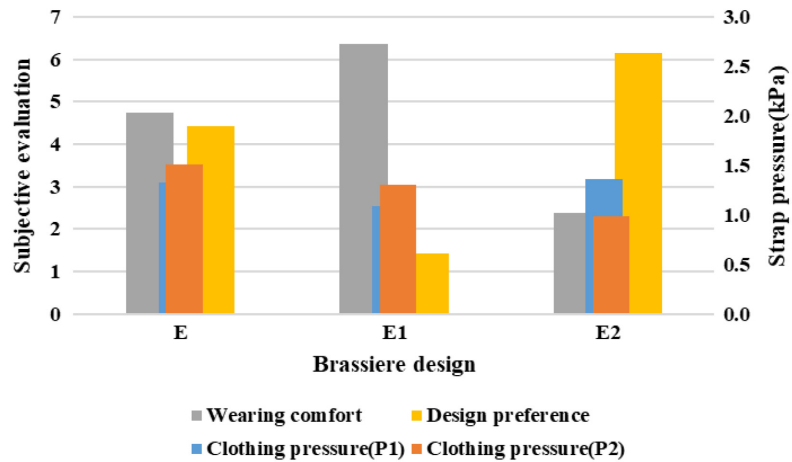 7
6
5
4
3
2
1
0
Subjective evaluation
3.0
2.5
2.0
1.5
1.0
0.5
0.0
Strap pressure(kPa)
E E1 E2
Brassiere design
Wearing comfort Design preference
Clothing pressure(P1) Clothing pressure(P2)